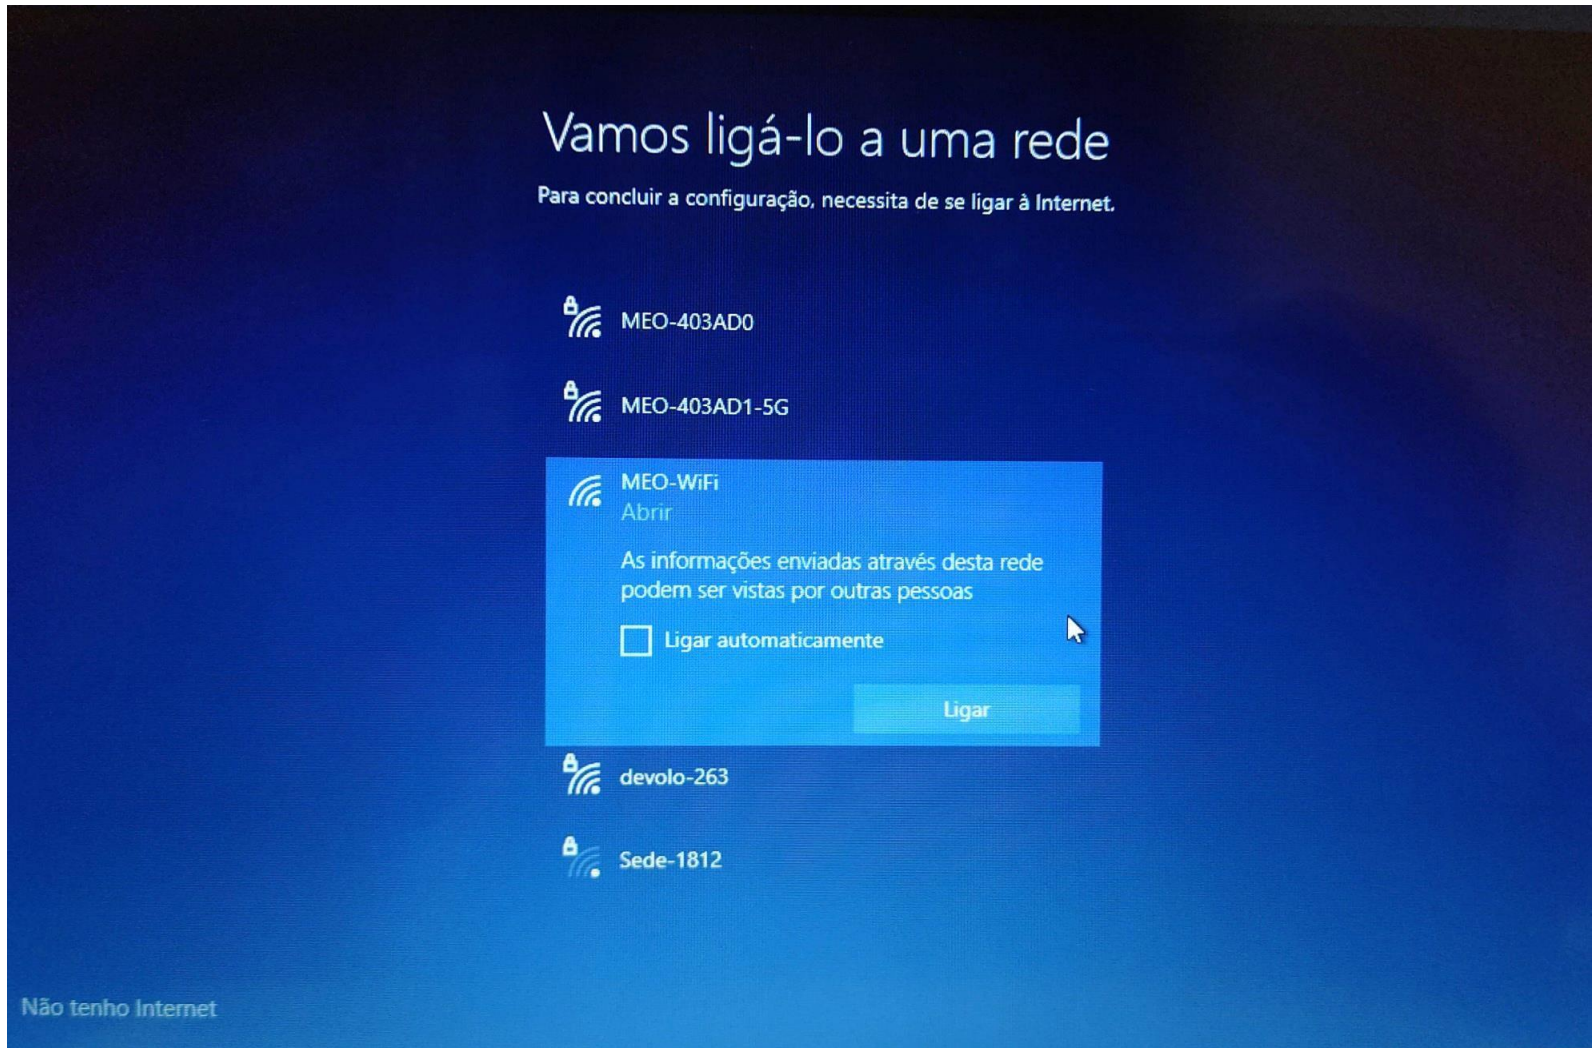 Vamos ligá-lo a uma rede
Para concluir a configuração, necessita de se ligar à Internet.
MEO-403AD0
MEO-403AD1-5G
MEO-WiFi
Abrir
As informações enviadas através desta rede
podem ser vistas por outras pessoas
Ligar automaticamente
Ligar
devolo-263
Sede-1812
Não tenho Internet